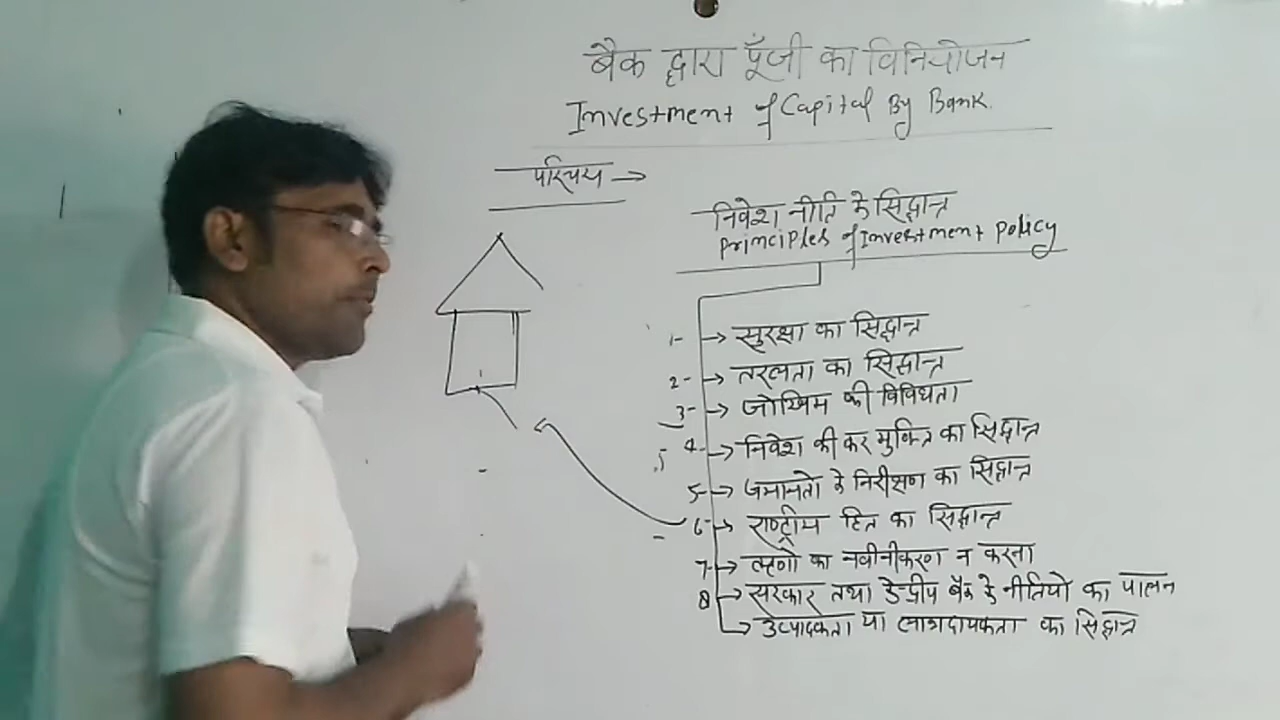 बैंक द्वारा पूँजी का विनियोजन
Investment of Capital By Bank.
परिचय →
निवेश नीति के सिद्धान्त
Principles of Investment Policy
1- → सुरक्षा का सिद्धान्त
2- → तरलता का सिद्धान्त
3- → जोखिम की विविधता
4- → निवेश की कर मुक्ति का सिद्धान्त
5- → जमानतो के निरीक्षण का सिद्धान्त
6- → राष्ट्रीय हित का सिद्धान्त
7- → का नवीनीकरण न करना
8 → सरकार तथा केन्द्रीय बैंक के नीतियो का पालन
→ उत्पादकता या लाभदायकता का सिद्धान्त